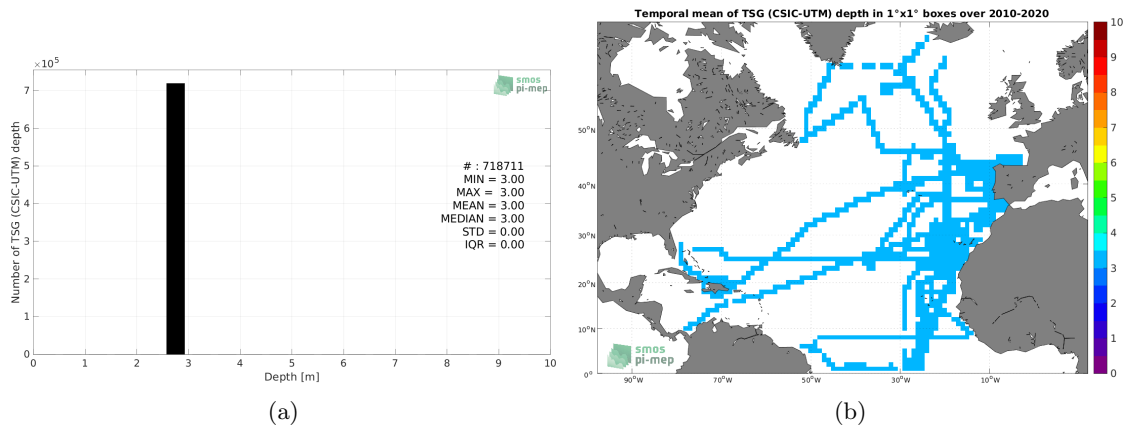 Temporal mean of TSG (CSIC-UTM) depth in 1°x1° boxes over 2010-2020
×10⁵
7
6
5
4
3
2
1
0
Number of TSG (CSIC-UTM) depth
smos
pi-mep
# : 718711
MIN = 3.00
MAX = 3.00
MEAN = 3.00
MEDIAN = 3.00
STD = 0.00
IQR = 0.00
0 1 2 3 4 5 6 7 8 9 10
Depth [m]
(a)
50°N
40°N
30°N
20°N
10°N
0°
90°W 70°W 50°W 30°W 10°W
smos
pi-mep
10
9
8
7
6
5
4
3
2
1
0
(b)